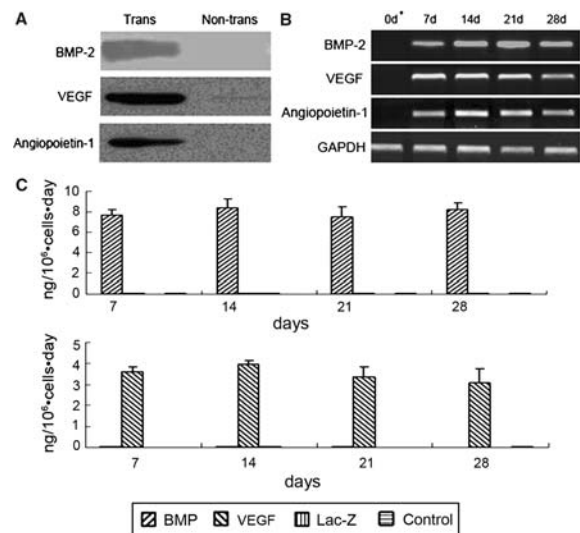 A
Trans Non-trans
BMP-2
VEGF
Angiopoietin-1
B
0d* 7d 14d 21d 28d
BMP-2
VEGF
Angiopoietin-1
GAPDH
C
ng/10⁶•cells•day
10
8
6
4
2
0
7 14 21 28
days
ng/10⁶•cells•day
5
4
3
2
1
0
7 14 21 28
days
BMP VEGF Lac-Z Control